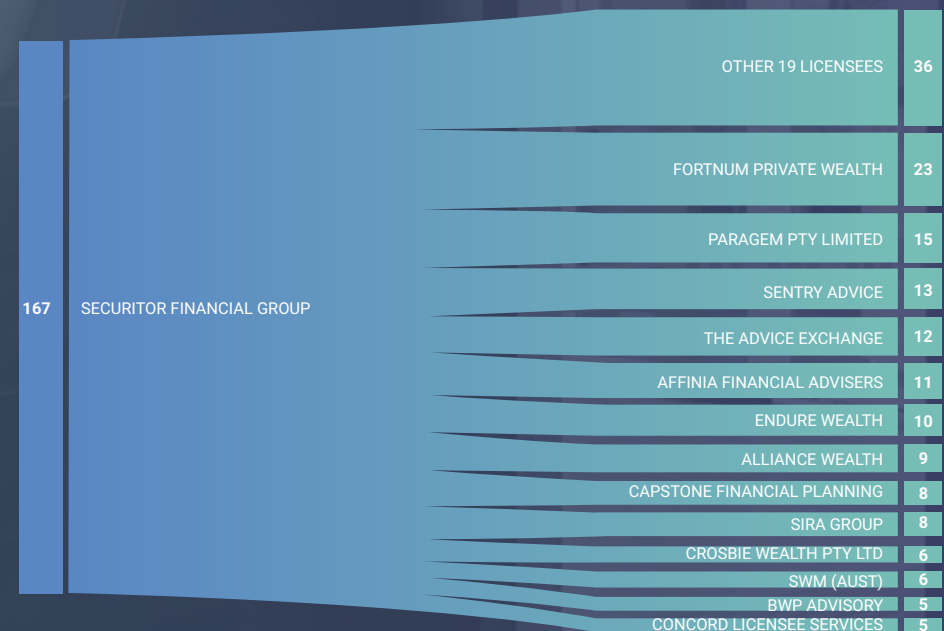 OTHER 19 LICENSEES 36
FORTNUM PRIVATE WEALTH 23
PARAGEM PTY LIMITED 15
SENTRY ADVICE 13
167 SECURITOR FINANCIAL GROUP
THE ADVICE EXCHANGE 12
AFFINIA FINANCIAL ADVISERS 11
ENDURE WEALTH 10
ALLIANCE WEALTH 9
CAPSTONE FINANCIAL PLANNING 8
SIRA GROUP 8
CROSBIE WEALTH PTY LTD 6
SWM (AUST) 6
BWP ADVISORY 5
CONCORD LICENSEE SERVICES 5